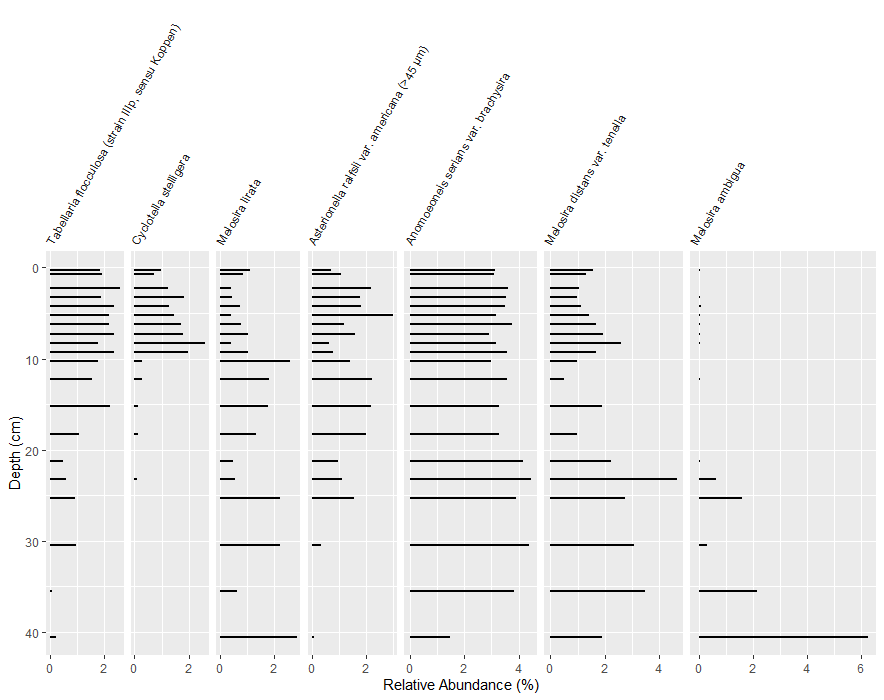 Tabellaria flocculosa (strain IIIp, sensu Koppen)
Cyclotella stelligera
Melosira lirata
Asterionella ralfsii var. americana (>45 µm)
Anomoeoneis serians var. brachysira
Melosira distans var. tenella
Melosira ambigua
0
10
20
30
40
Depth (cm)
0 2 0 2 0 2 0 2 0 2 4 0 2 4 0 2 4 6
Relative Abundance (%)